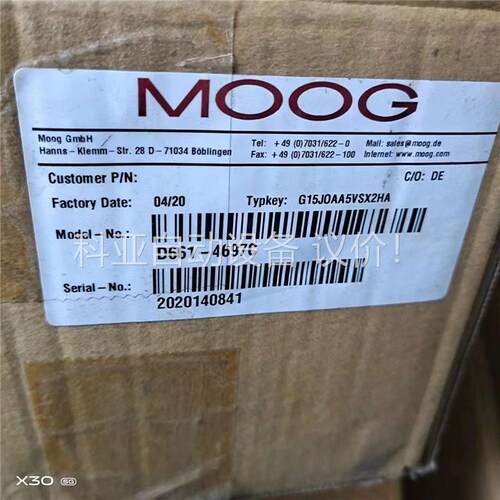 MOOG
Moog GmbH
Hanns-Klemm-Str. 28 D-71034 Böblingen
Tel: +49 (0)7031/622-0
Fax: +49 (0)7031/622-100
Mail: sales@moog.de
Internet: www.moog.com
Customer P/N:
C/O: DE
Factory Date: 04/20
Typkey: G15JOAA5VSX2HA
Model-No.:
科亚自动设备 议价!
Serial-No.:
2020140841
X30 5G